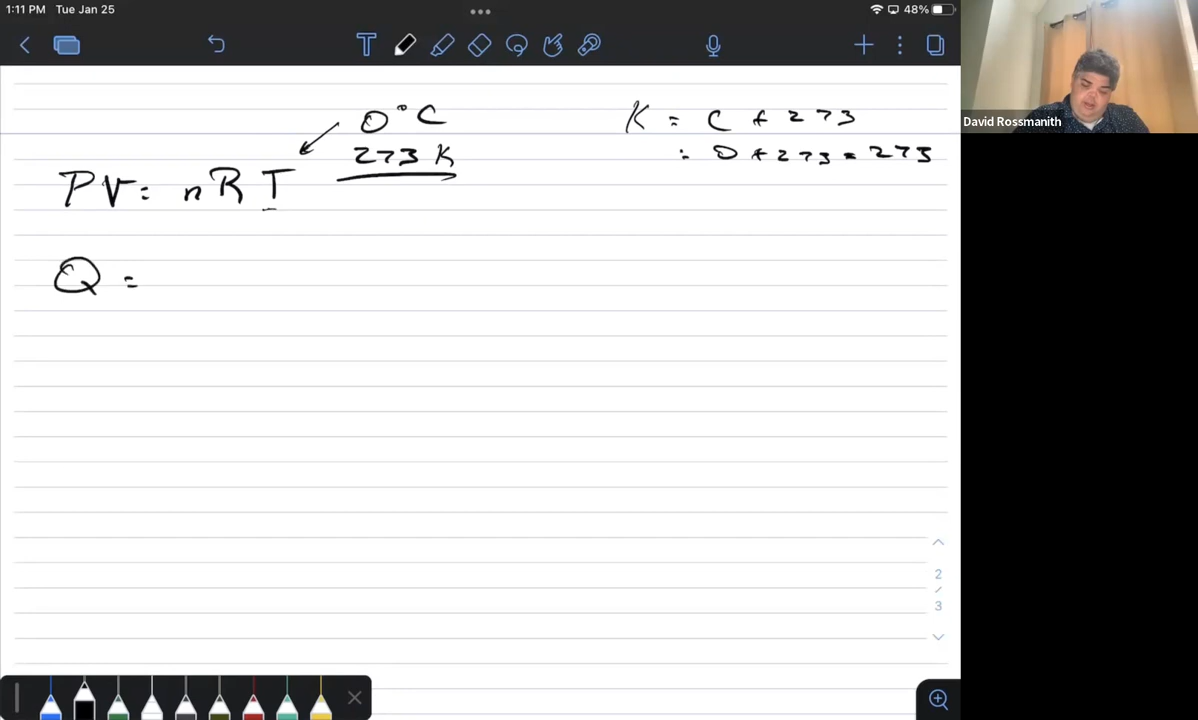 1:11 PM Tue Jan 25
48%
T
David Rossmanith
0°C
K = C + 273
273 K
= 0 + 273 = 273
PV = nRT
Q =
2
/
3